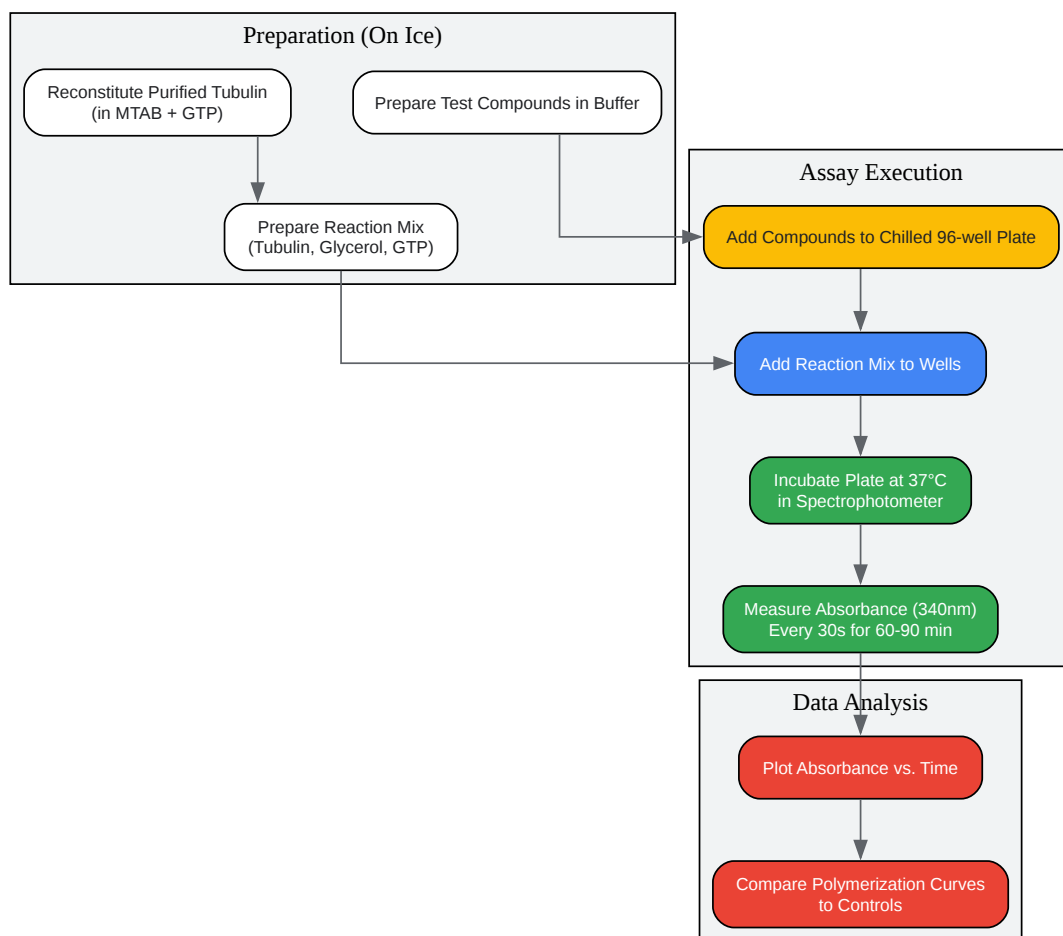 Preparation (On Ice)
Reconstitute Purified Tubulin
(in MTAB + GTP)
Prepare Test Compounds in Buffer
Prepare Reaction Mix
(Tubulin, Glycerol, GTP)
Assay Execution
Add Compounds to Chilled 96-well Plate
Add Reaction Mix to Wells
Incubate Plate at 37°C
in Spectrophotometer
Measure Absorbance (340nm)
Every 30s for 60-90 min
Data Analysis
Plot Absorbance vs. Time
Compare Polymerization Curves
to Controls